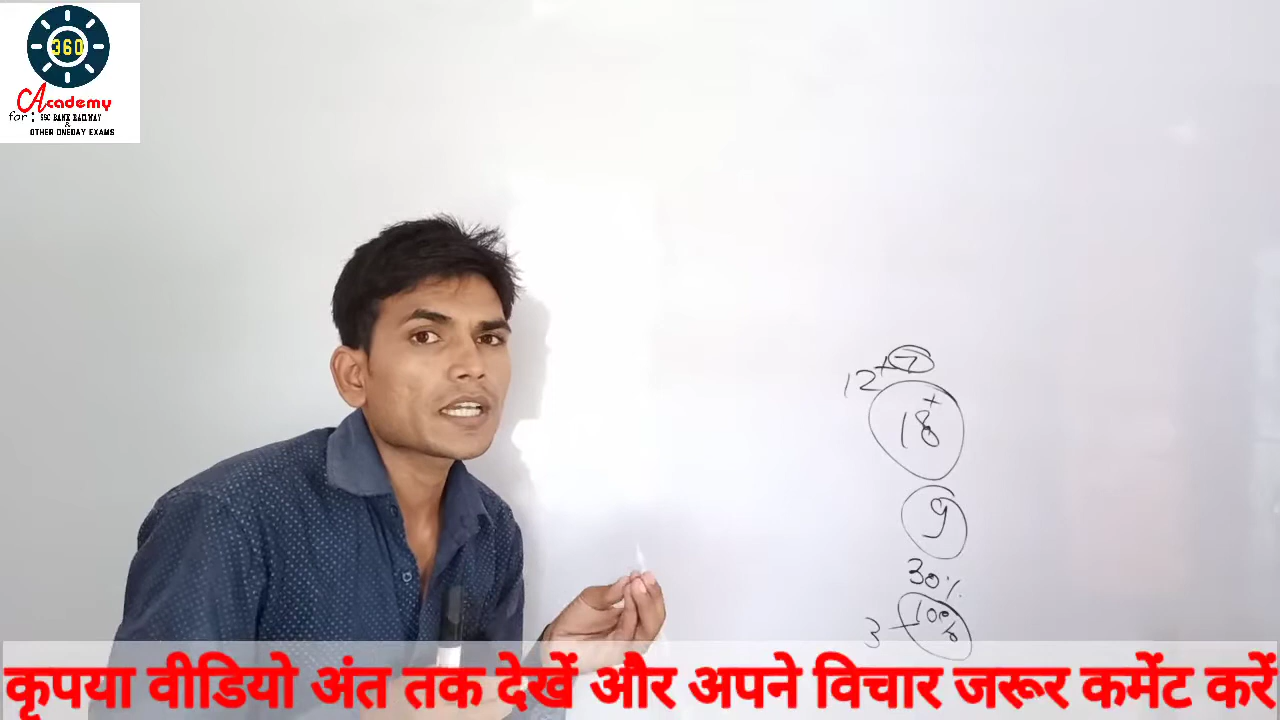 360
Academy
for : SSC BANK RAILWAY
&
OTHER ONEDAY EXAMS
12+7
18+
9
30%
3 10%
कृपया वीडियो अंत तक देखें और अपने विचार जरूर कमेंट करें